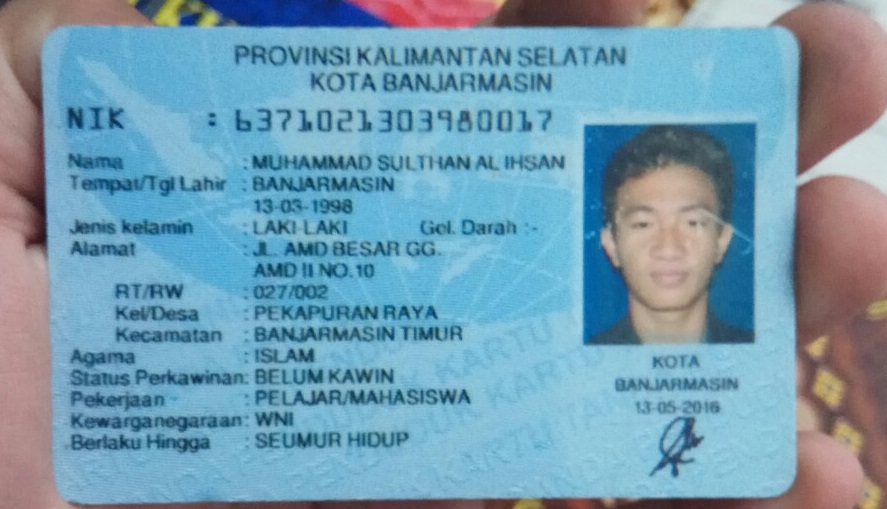 PROVINSI KALIMANTAN SELATAN
KOTA BANJARMASIN
NIK : 6371021303980017
Nama : MUHAMMAD SULTHAN AL IHSAN
Tempat/Tgl Lahir : BANJARMASIN
13-03-1998
Jenis kelamin : LAKI-LAKI Gol. Darah :-
Alamat : JL. AMD BESAR GG.
AMD II NO.10
RT/RW : 027/002
Kel/Desa : PEKAPURAN RAYA
Kecamatan : BANJARMASIN TIMUR
Agama : ISLAM
Status Perkawinan: BELUM KAWIN
Pekerjaan : PELAJAR/MAHASISWA
Kewarganegaraan: WNI
Berlaku Hingga : SEUMUR HIDUP
KOTA
BANJARMASIN
13-05-2016